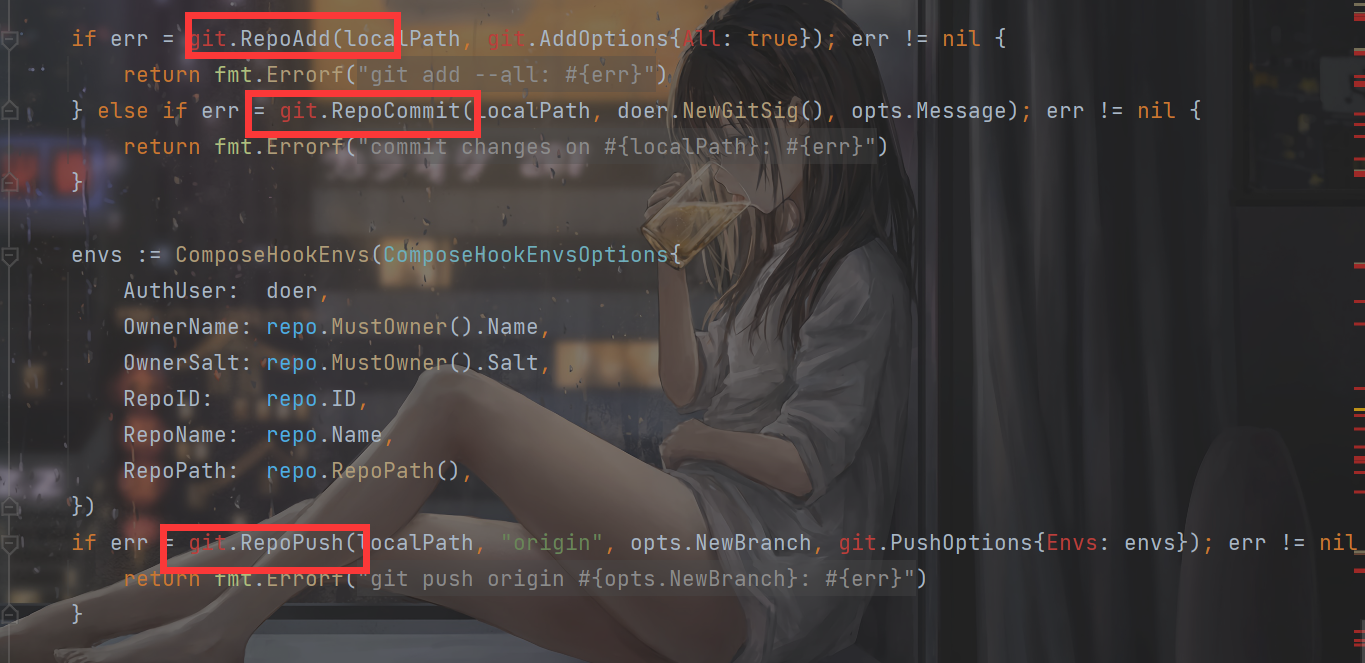 if err = git.RepoAdd(localPath, git.AddOptions{All: true}); err != nil {
return fmt.Errorf("git add --all: #{err}")
} else if err = git.RepoCommit(localPath, doer.NewGitSig(), opts.Message); err != nil {
return fmt.Errorf("commit changes on #{localPath}: #{err}")
}
envs := ComposeHookEnvs(ComposeHookEnvsOptions{
AuthUser: doer,
OwnerName: repo.MustOwner().Name,
OwnerSalt: repo.MustOwner().Salt,
RepoID: repo.ID,
RepoName: repo.Name,
RepoPath: repo.RepoPath(),
})
if err = git.RepoPush(localPath, "origin", opts.NewBranch, git.PushOptions{Envs: envs}); err != nil
return fmt.Errorf("git push origin #{opts.NewBranch}: #{err}")
}